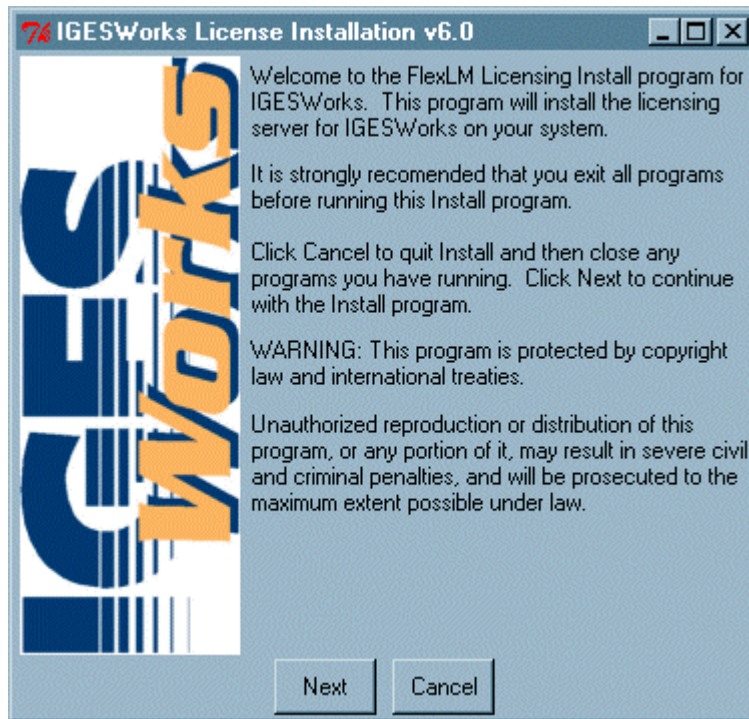 7% IGESWorks License Installation v6.0
Welcome to the FlexLM Licensing Install program for
IGESWorks. This program will install the licensing
server for IGESWorks on your system.
It is strongly recomended that you exit all programs
before running this Install program.
Click Cancel to quit Install and then close any
programs you have running. Click Next to continue
with the Install program.
WARNING: This program is protected by copyright
law and international treaties.
Unauthorized reproduction or distribution of this
program, or any portion of it, may result in severe civil
and criminal penalties, and will be prosecuted to the
maximum extent possible under law.
IGES
Works
Next Cancel